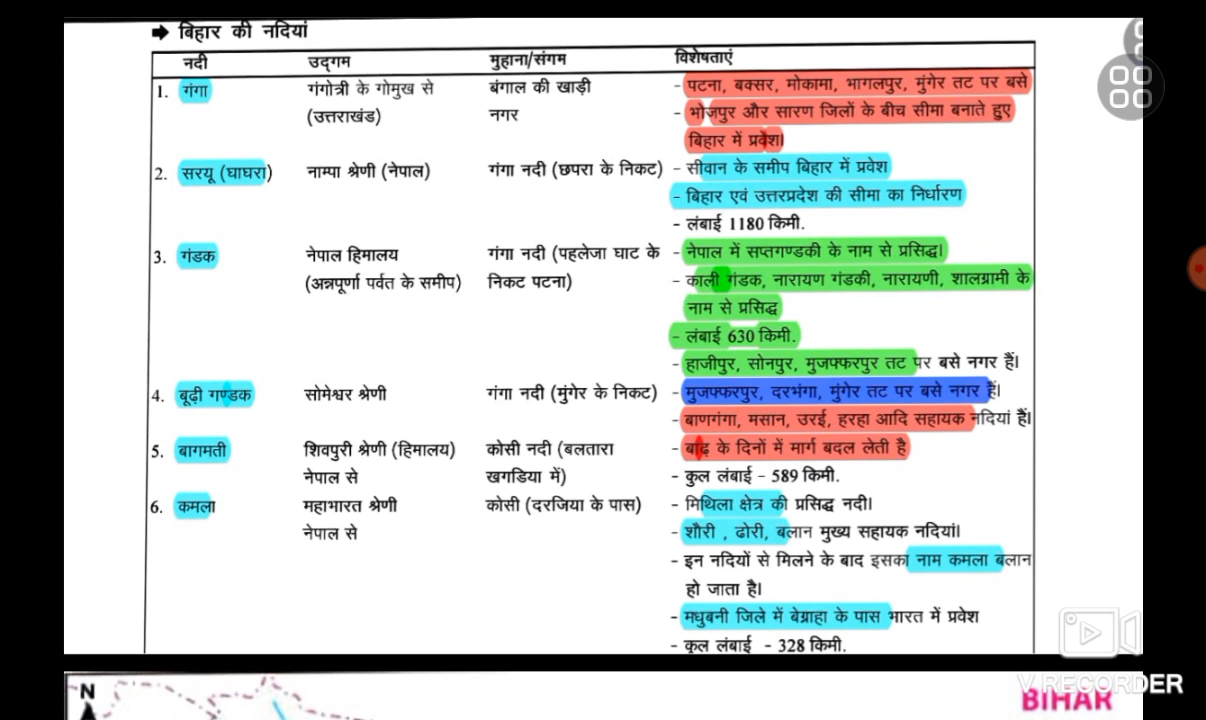 ➡ बिहार की नदियां
नदी उद्गम मुहाना/संगम विशेषताएं
1. गंगा गंगोत्री के गोमुख से बंगाल की खाड़ी - पटना, बक्सर, मोकामा, भागलपुर, मुंगेर तट पर बसे
(उत्तराखंड) नगर - भोजपुर और सारण जिलों के बीच सीमा बनाते हुए
बिहार में प्रवेश।
2. सरयू (घाघरा) नाम्पा श्रेणी (नेपाल) गंगा नदी (छपरा के निकट) - सीवान के समीप बिहार में प्रवेश
- बिहार एवं उत्तरप्रदेश की सीमा का निर्धारण
- लंबाई 1180 किमी.
3. गंडक नेपाल हिमालय गंगा नदी (पहलेजा घाट के - नेपाल में सप्तगण्डकी के नाम से प्रसिद्ध।
(अन्नपूर्णा पर्वत के समीप) निकट पटना) - काली गंडक, नारायण गंडकी, नारायणी, शालग्रामी के
नाम से प्रसिद्ध
- लंबाई 630 किमी.
- हाजीपुर, सोनपुर, मुजफ्फरपुर तट पर बसे नगर हैं।
4. बूढ़ी गण्डक सोमेश्वर श्रेणी गंगा नदी (मुंगेर के निकट) - मुजफ्फरपुर, दरभंगा, मुंगेर तट पर बसे नगर हैं।
- बाणगंगा, मसान, उरई, हरहा आदि सहायक नदियां हैं।
5. बागमती शिवपुरी श्रेणी (हिमालय) कोसी नदी (बलतारा - बाढ़ के दिनों में मार्ग बदल लेती है
नेपाल से खगडिया में) - कुल लंबाई - 589 किमी.
6. कमला महाभारत श्रेणी कोसी (दरजिया के पास) - मिथिला क्षेत्र की प्रसिद्ध नदी।
नेपाल से - शौरी , ढोरी, बलान मुख्य सहायक नदियां।
- इन नदियों से मिलने के बाद इसका नाम कमला बलान
हो जाता है।
- मधुबनी जिले में बेग्राहा के पास भारत में प्रवेश
- कुल लंबाई - 328 किमी.
V RECORDER
N
BIHAR